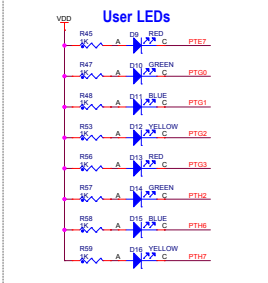 User LEDs
VDD
R45 D9 RED
1K A C PTE7
R47 D10 GREEN
1K A C PTG0
R48 D11 BLUE
1K A C PTG1
R53 D12 YELLOW
1K A C PTG2
R56 D13 RED
1K A C PTG3
R57 D14 GREEN
1K A C PTH2
R58 D15 BLUE
1K A C PTH6
R59 D16 YELLOW
1K A C PTH7